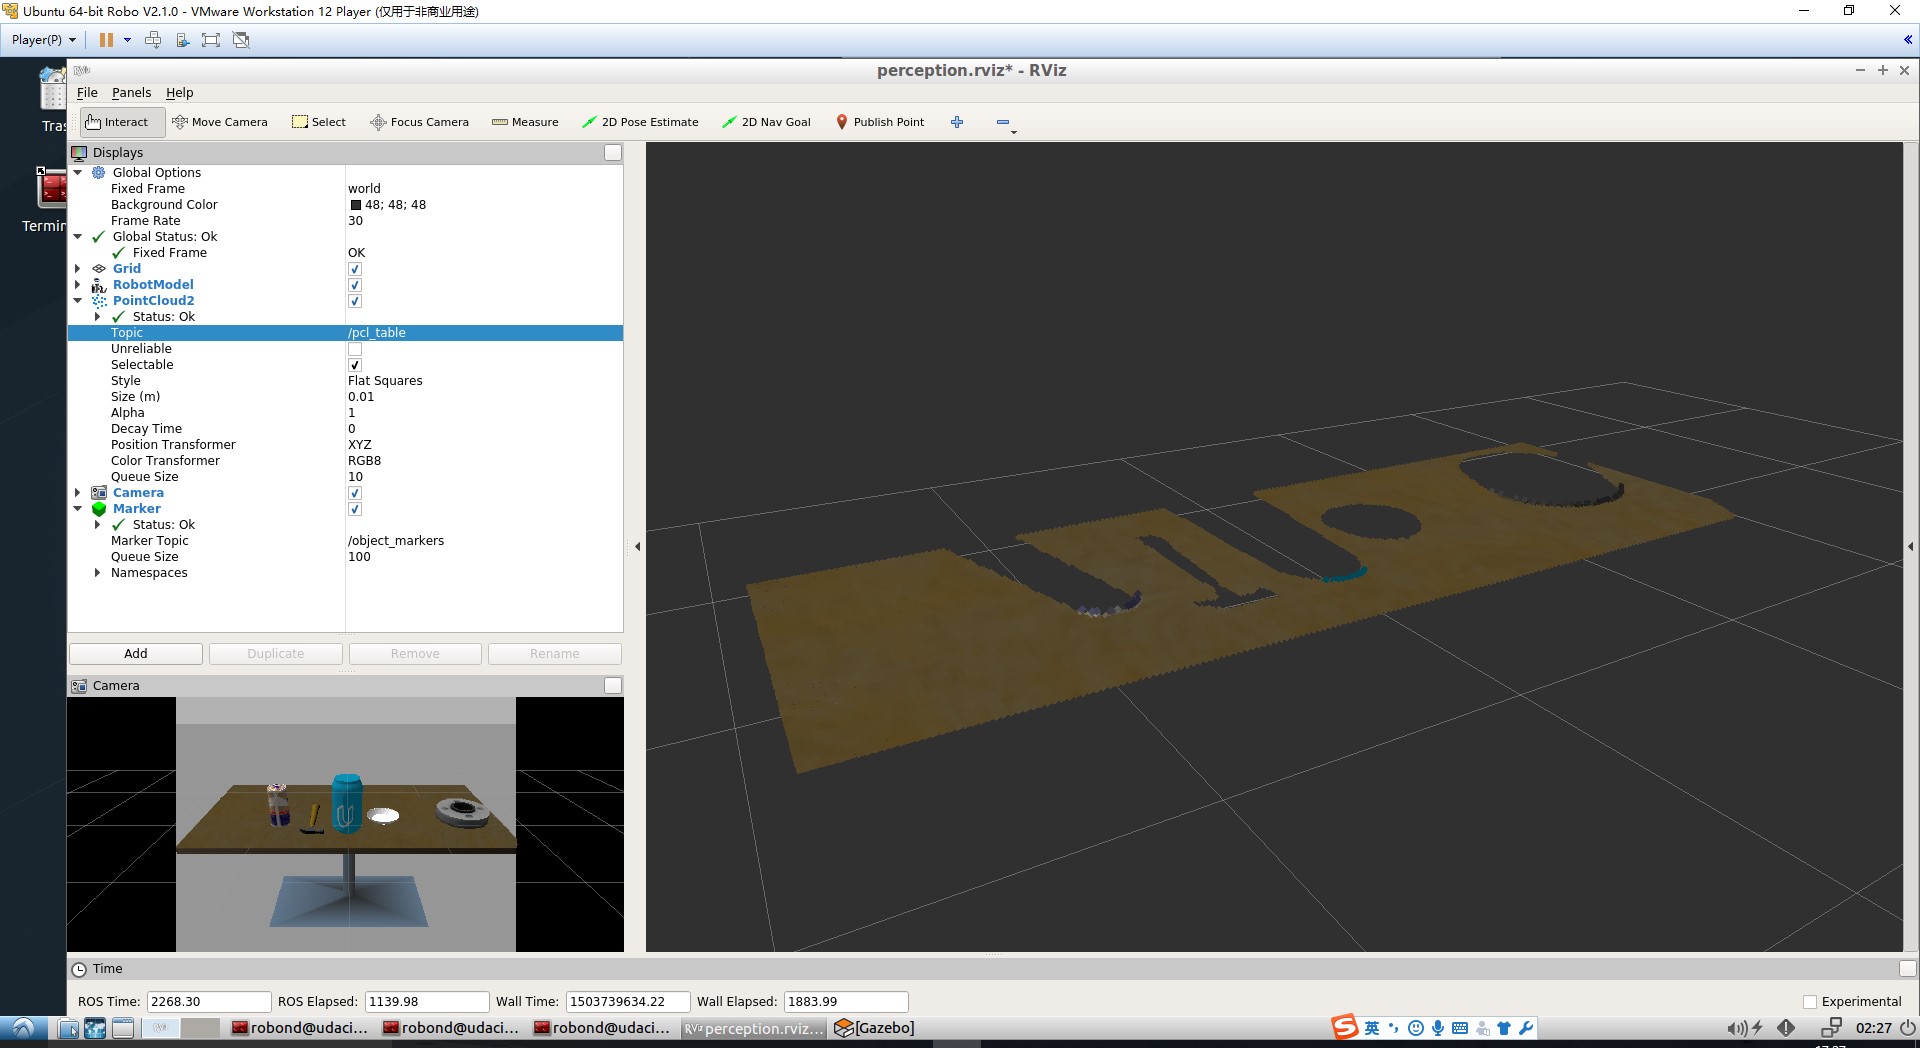 Ubuntu 64-bit Robo V2.1.0 - VMware Workstation 12 Player (仅用于非商业用途)
Player(P)
RViz
perception.rviz* - RViz
File Panels Help
Interact Move Camera Select Focus Camera Measure 2D Pose Estimate 2D Nav Goal Publish Point
Tras
Termin
Displays
Global Options
Fixed Frame world
Background Color 48; 48; 48
Frame Rate 30
Global Status: Ok
Fixed Frame OK
Grid
RobotModel
PointCloud2
Status: Ok
Topic /pcl_table
Unreliable
Selectable
Style Flat Squares
Size (m) 0.01
Alpha 1
Decay Time 0
Position Transformer XYZ
Color Transformer RGB8
Queue Size 10
Camera
Marker
Status: Ok
Marker Topic /object_markers
Queue Size 100
Namespaces
Add Duplicate Remove Rename
Camera
Time
ROS Time: 2268.30 ROS Elapsed: 1139.98 Wall Time: 1503739634.22 Wall Elapsed: 1883.99 Experimental
robond@udaci... robond@udaci... robond@udaci... RViz perception.rviz... [Gazebo] 英 02:27